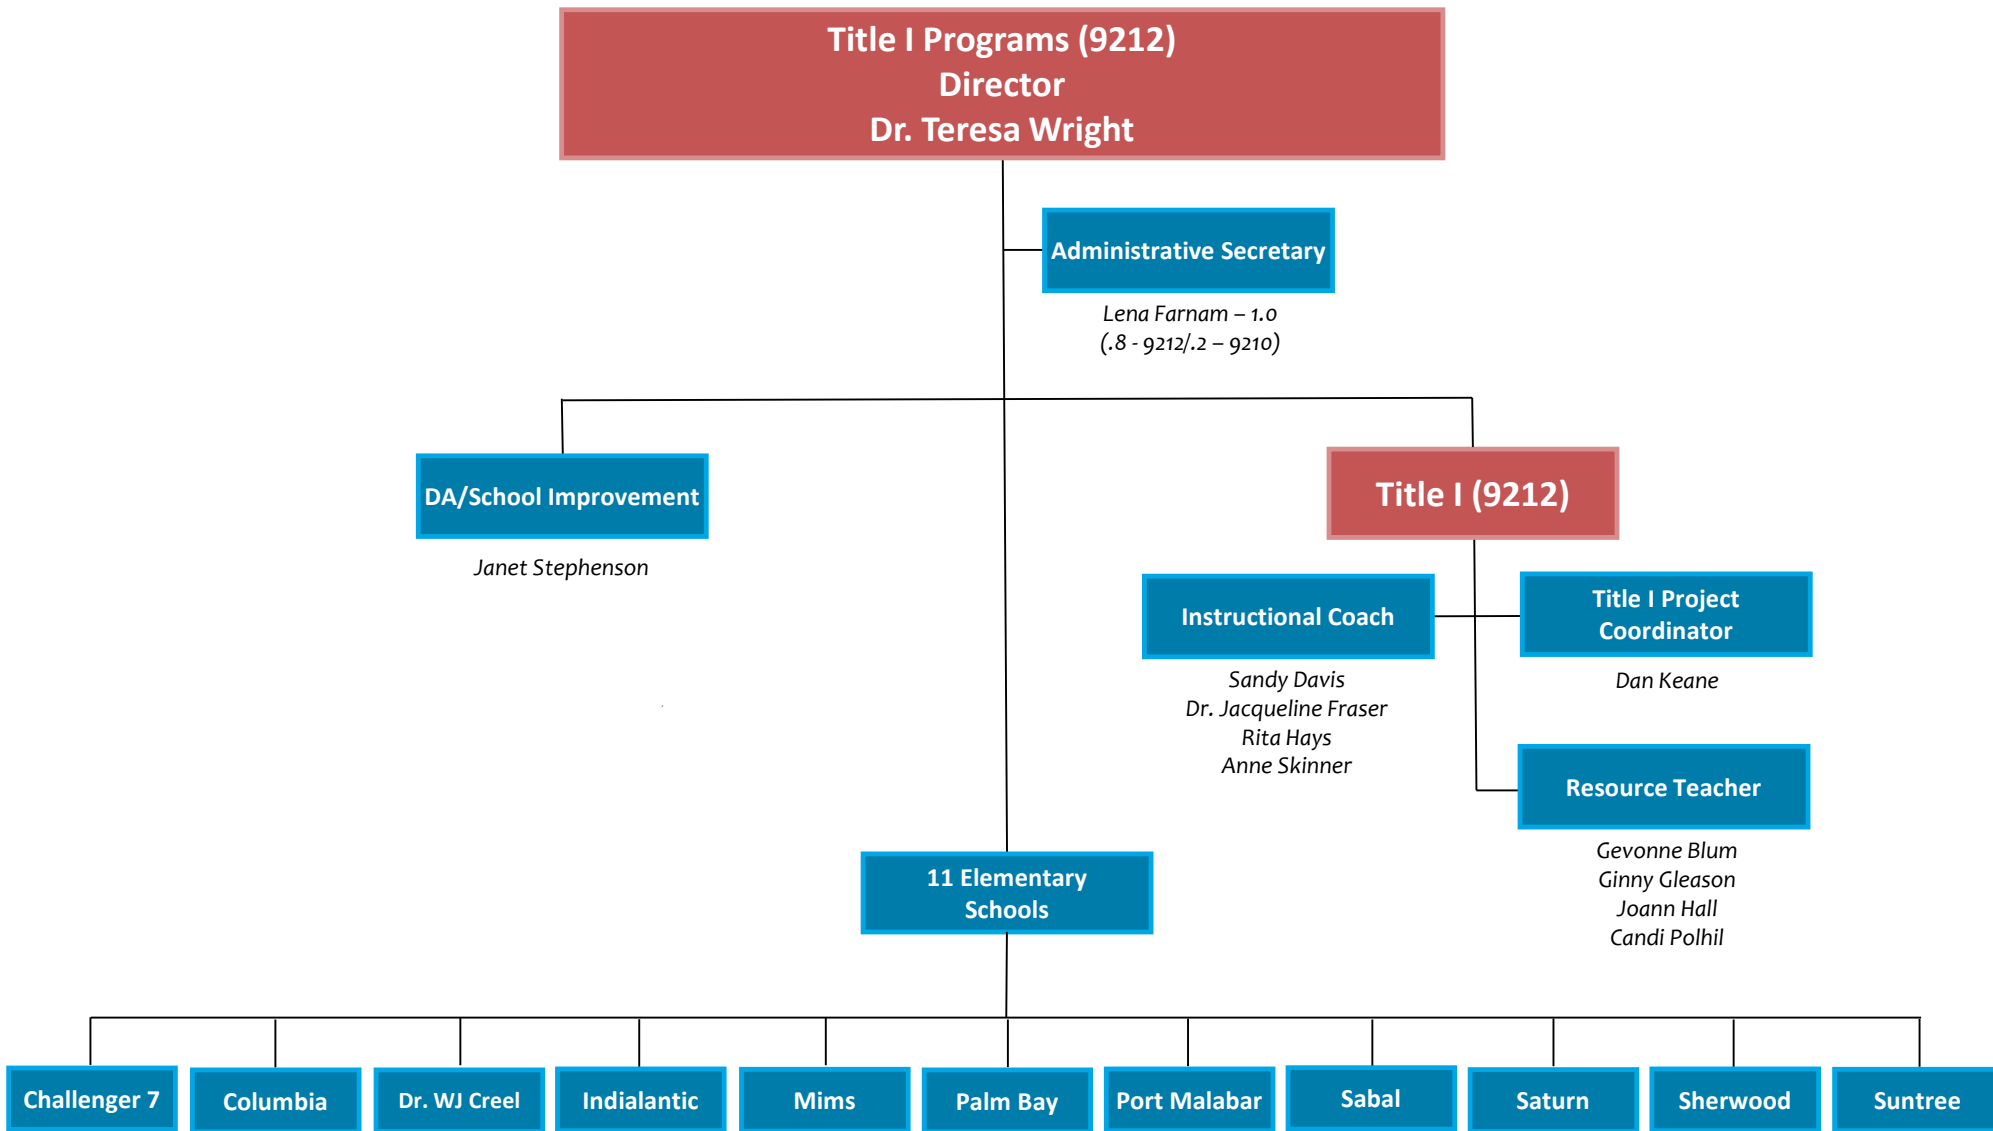 Title I Programs (9212)
Director
Dr. Teresa Wright
Administrative Secretary
Lena Farnam – 1.0
(.8 - 9212/.2 – 9210)
DA/School Improvement
Janet Stephenson
Title I (9212)
Instructional Coach
Sandy Davis
Dr. Jacqueline Fraser
Rita Hays
Anne Skinner
Title I Project
Coordinator
Dan Keane
Resource Teacher
Gevonne Blum
Ginny Gleason
Joann Hall
Candi Polhil
11 Elementary
Schools
Challenger 7
Columbia
Dr. WJ Creel
Indialantic
Mims
Palm Bay
Port Malabar
Sabal
Saturn
Sherwood
Suntree